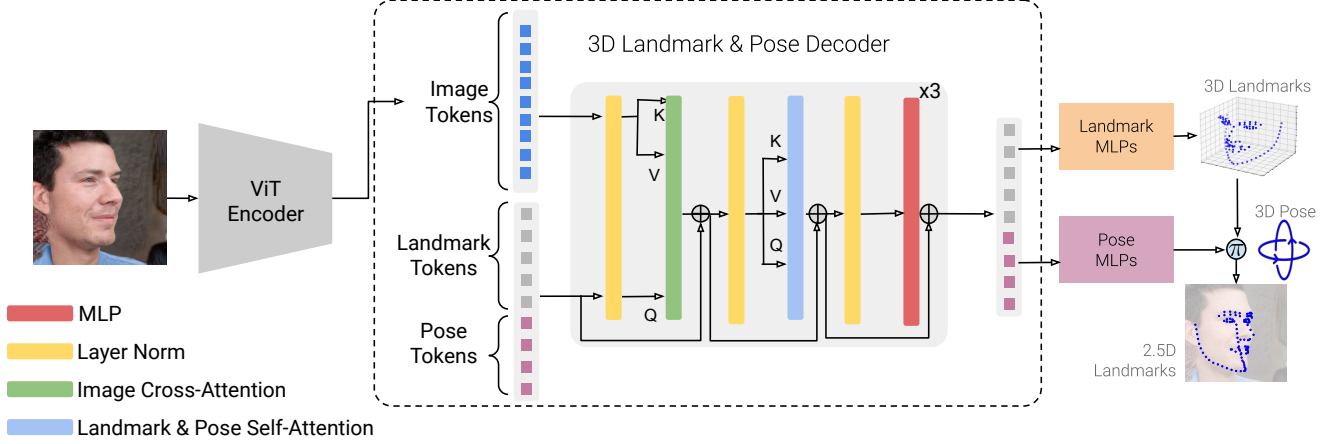 3D Landmark & Pose Decoder
x3
Image
Tokens
K
V
K
V
Q
Q
ViT
Encoder
Landmark
Tokens
Pose
Tokens
Landmark
MLPs
3D Landmarks
Pose
MLPs
3D Pose
π
2.5D
Landmarks
MLP
Layer Norm
Image Cross-Attention
Landmark & Pose Self-Attention